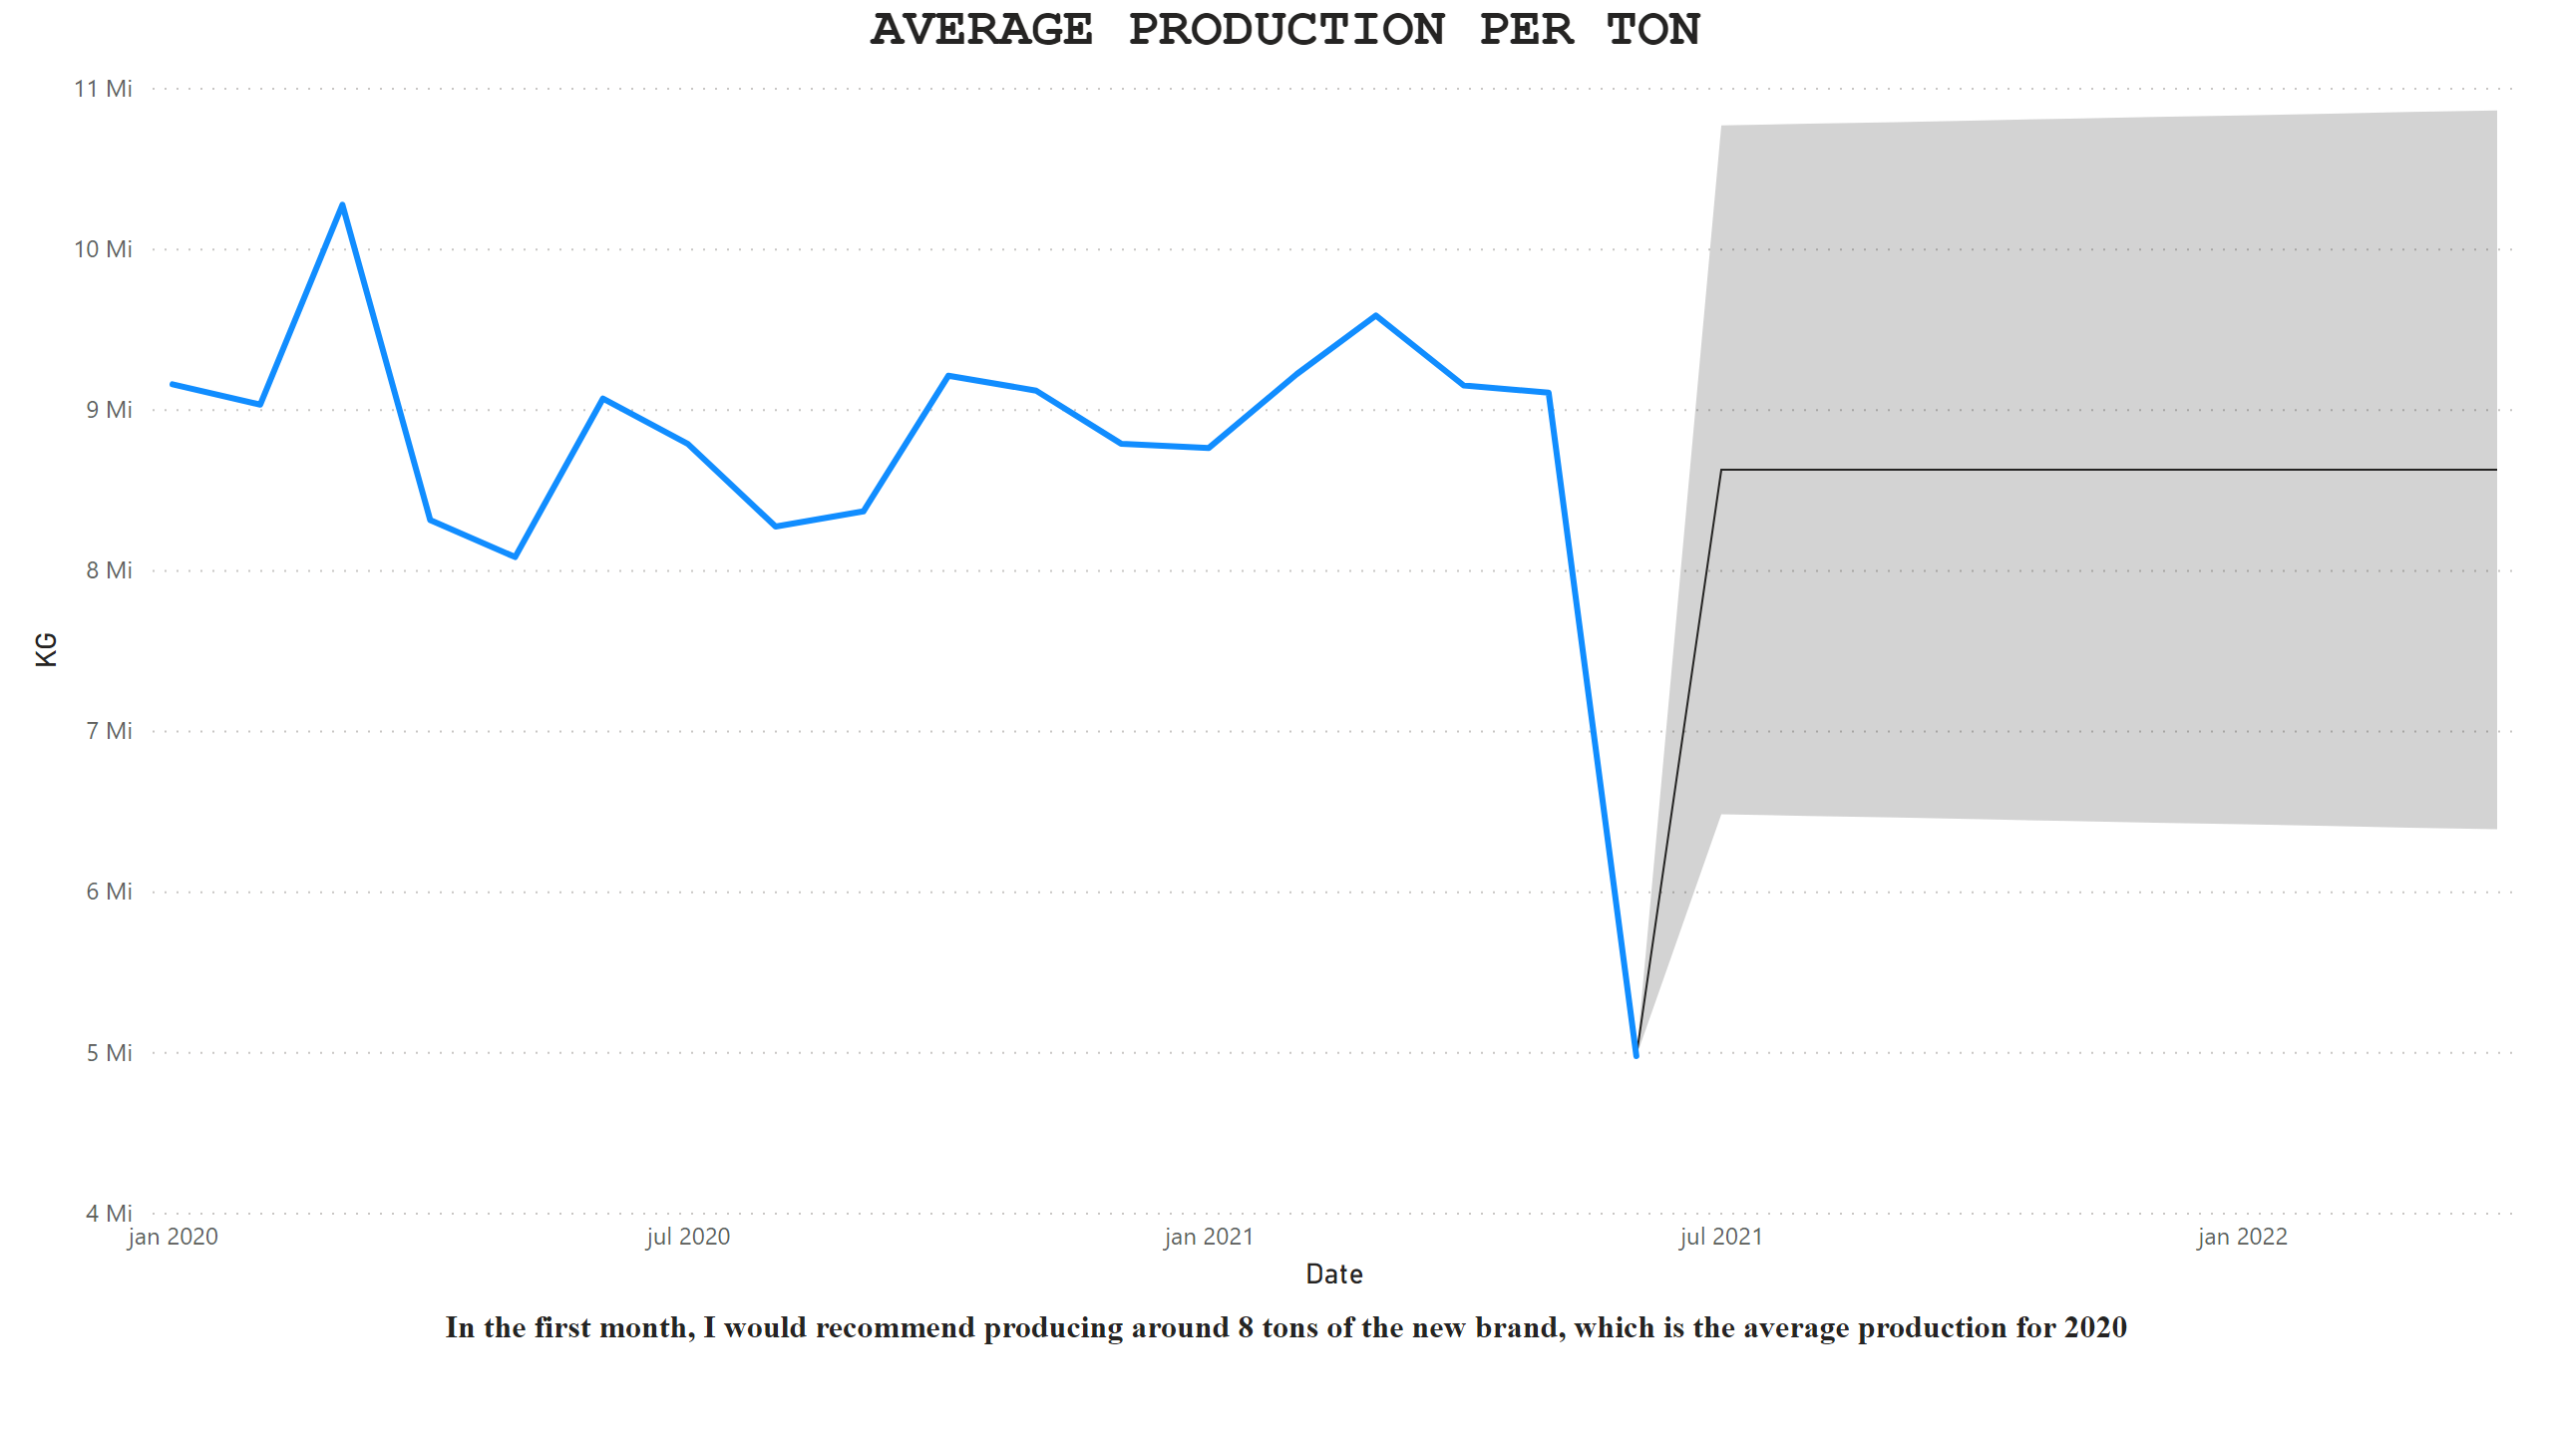 AVERAGE PRODUCTION PER TON
11 Mi
10 Mi
9 Mi
8 Mi
7 Mi
6 Mi
5 Mi
4 Mi
KG
jan 2020
jul 2020
jan 2021
jul 2021
jan 2022
Date
In the first month, I would recommend producing around 8 tons of the new brand, which is the average production for 2020